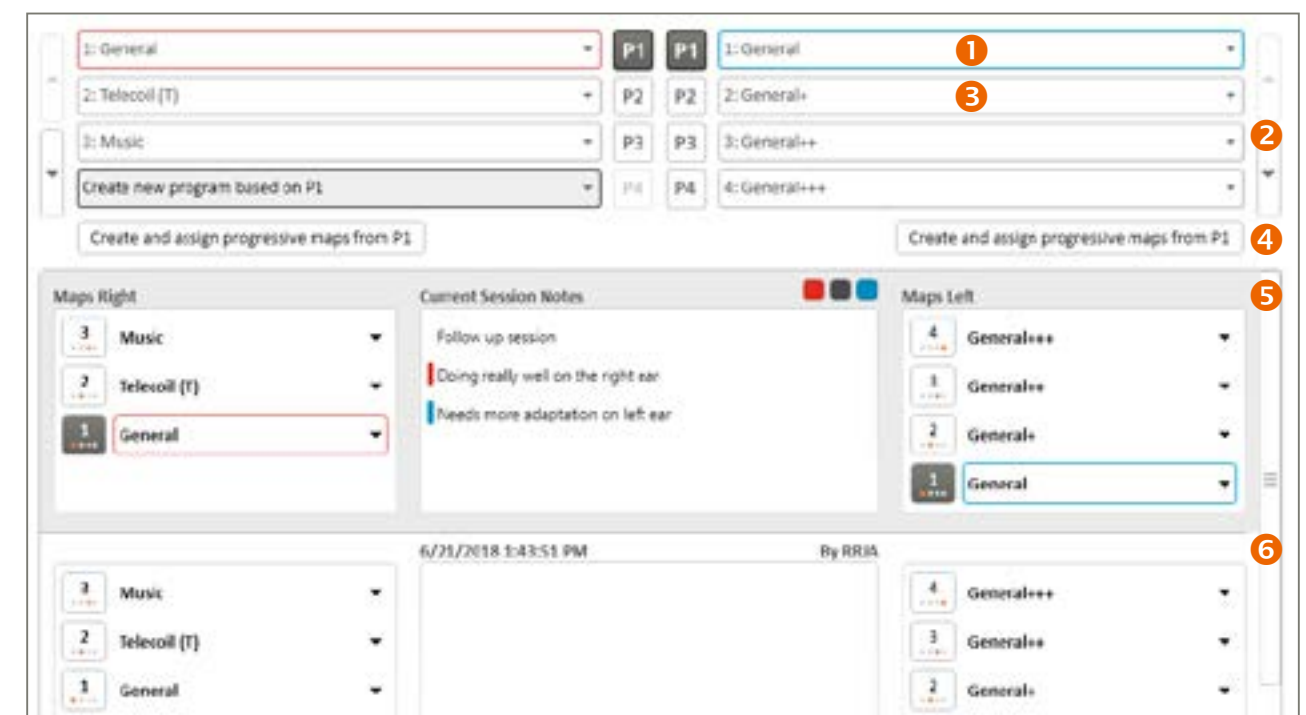 1: General P1 P1 1: General 1
2: Telecoil (T) P2 P2 2: General+ 3
3: Music P3 P3 3: General++ 2
Create new program based on P1 P4 P4 4: General+++
Create and assign progressive maps from P1 Create and assign progressive maps from P1 4
Maps Right Current Session Notes Maps Left 5
3 Music Follow up session 4 General+++
2 Telecoil (T) Doing really well on the right ear 3 General++
1 General Needs more adaptation on left ear 2 General+
1 General
6/21/2018 1:43:51 PM By RRJA 6
3 Music 4 General+++
2 Telecoil (T) 3 General++
1 General 2 General+